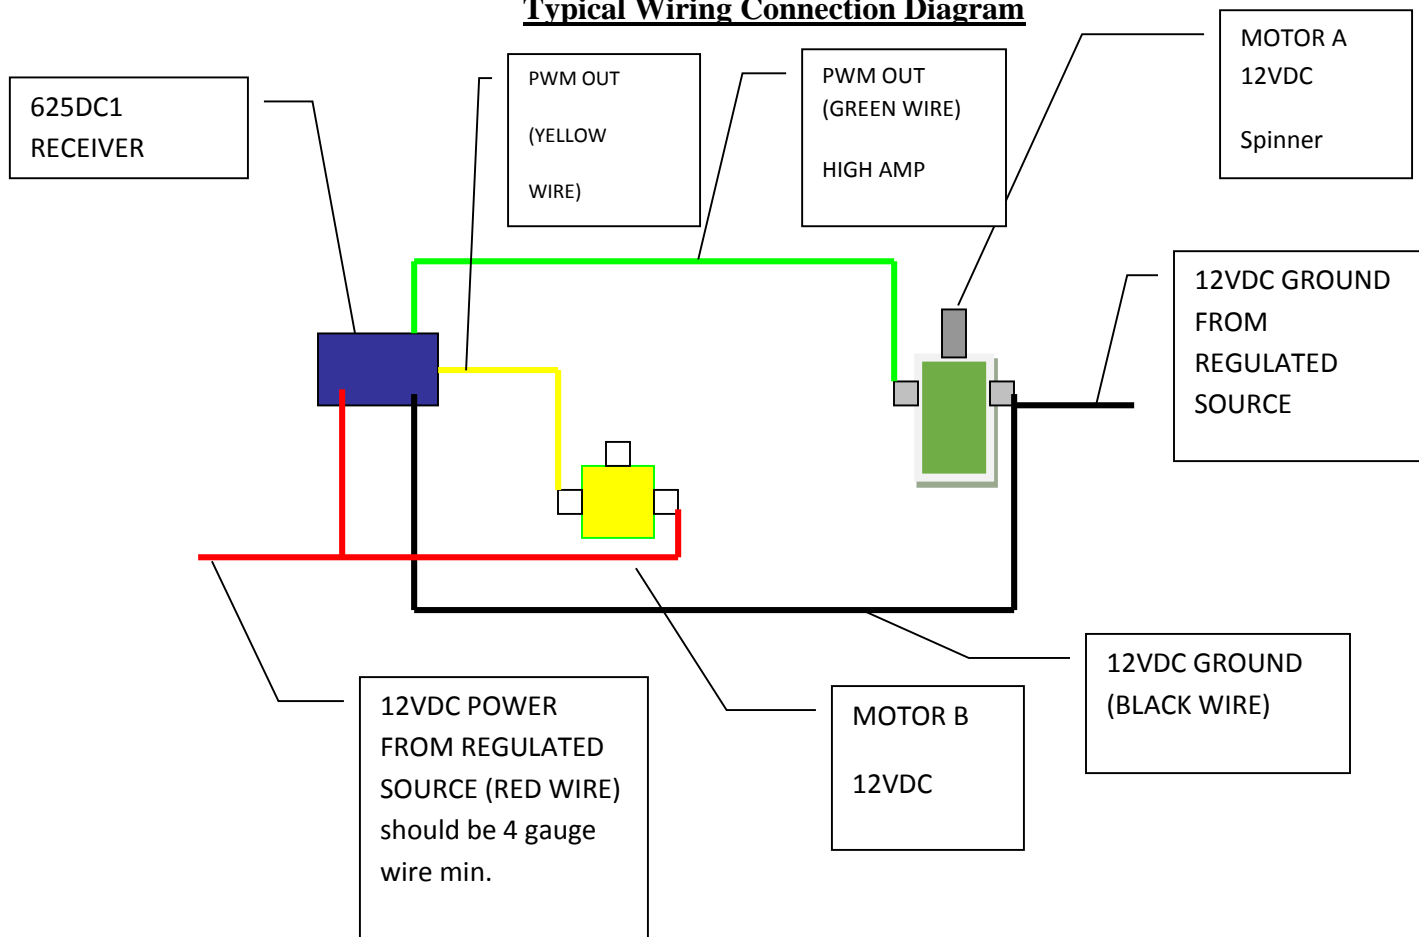 Typical Wiring Connection Diagram
625DC1
RECEIVER
PWM OUT
(YELLOW
WIRE)
PWM OUT
(GREEN WIRE)
HIGH AMP
MOTOR A
12VDC
Spinner
12VDC GROUND
FROM
REGULATED
SOURCE
12VDC POWER
FROM REGULATED
SOURCE (RED WIRE)
should be 4 gauge
wire min.
MOTOR B
12VDC
12VDC GROUND
(BLACK WIRE)